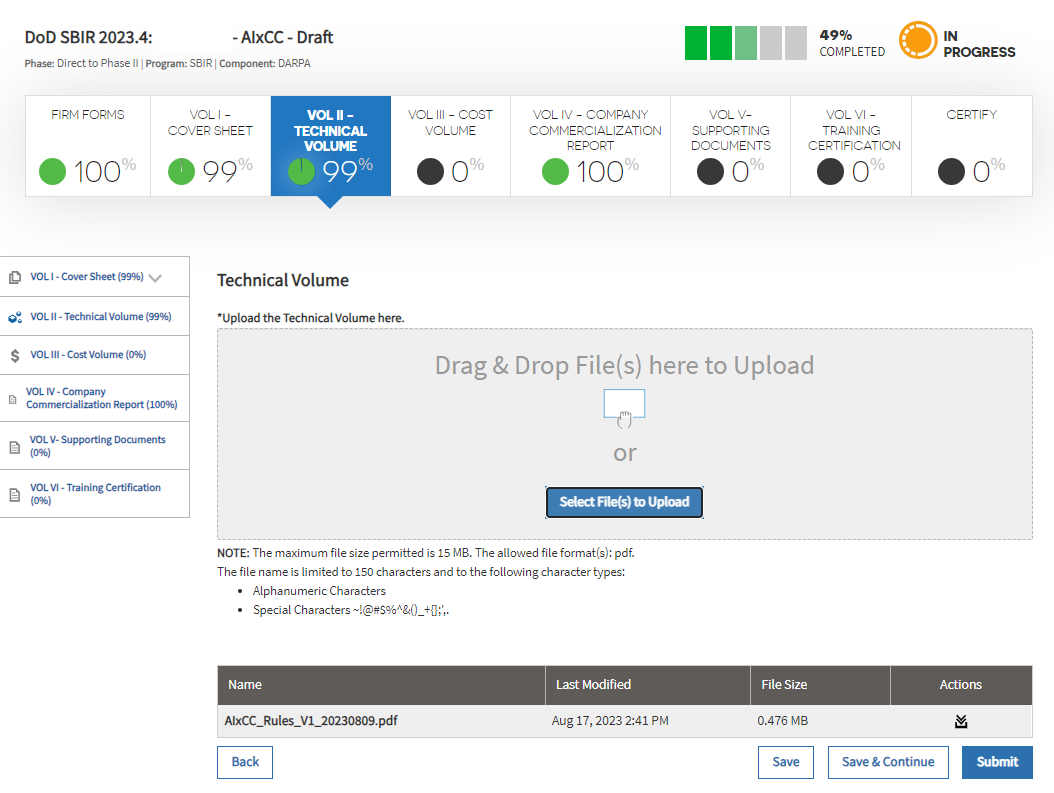 DoD SBIR 2023.4: - AIxCC - Draft
Phase: Direct to Phase II | Program: SBIR | Component: DARPA
49%
COMPLETED
IN
PROGRESS
FIRM FORMS
100%
VOL I –
COVER SHEET
99%
VOL II –
TECHNICAL
VOLUME
99%
VOL III – COST
VOLUME
0%
VOL IV – COMPANY
COMMERCIALIZATION
REPORT
100%
VOL V–
SUPPORTING
DOCUMENTS
0%
VOL VI –
TRAINING
CERTIFICATION
0%
CERTIFY
0%
VOL I - Cover Sheet (99%)
VOL II - Technical Volume (99%)
$ VOL III - Cost Volume (0%)
VOL IV - Company
Commercialization Report (100%)
VOL V- Supporting Documents
(0%)
VOL VI - Training Certification
(0%)
Technical Volume
*Upload the Technical Volume here.
Drag & Drop File(s) here to Upload
or
Select File(s) to Upload
NOTE: The maximum file size permitted is 15 MB. The allowed file format(s): pdf.
The file name is limited to 150 characters and to the following character types:
• Alphanumeric Characters
• Special Characters ~!@#$%^&()_+{};',.
Name Last Modified File Size Actions
AIxCC_Rules_V1_20230809.pdf Aug 17, 2023 2:41 PM 0.476 MB
Back Save Save & Continue Submit